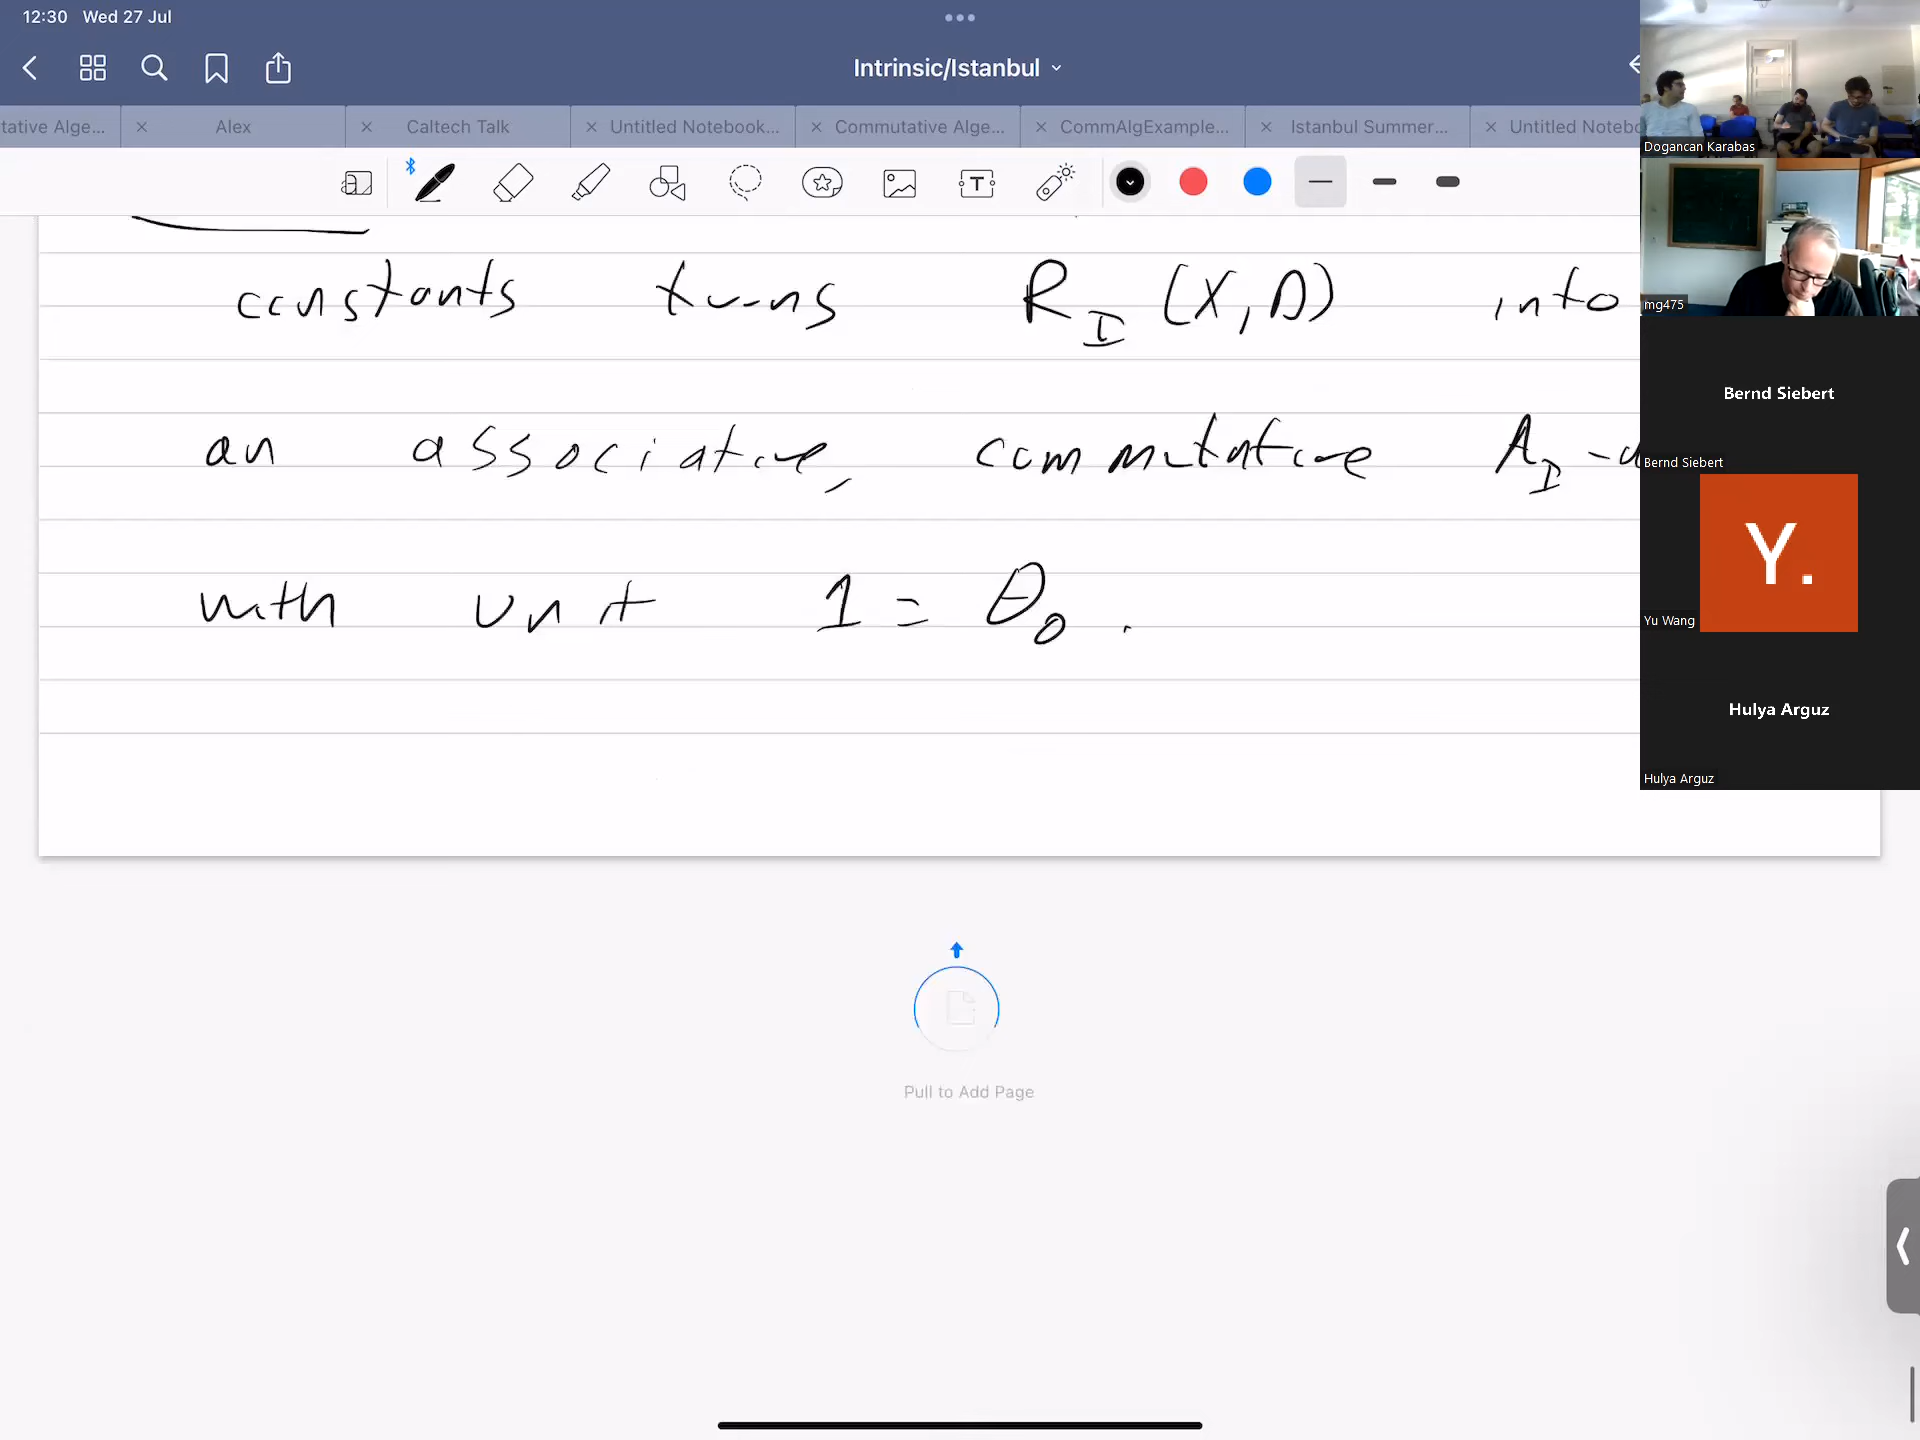 12:30 Wed 27 Jul
Intrinsic/Istanbul
tative Alge... Alex Caltech Talk Untitled Notebook... Commutative Alge... CommAlgExample... Istanbul Summer... Untitled Notebo
constants turns R_I (X, D) into
an associative, commutative A_I -
with unit 1 = θ_0 .
Pull to Add Page
Dogancan Karabas
mg475
Bernd Siebert
Bernd Siebert
Y.
Yu Wang
Hulya Arguz
Hulya Arguz